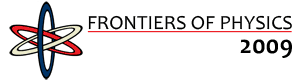 FRONTIERS OF PHYSICS
2009